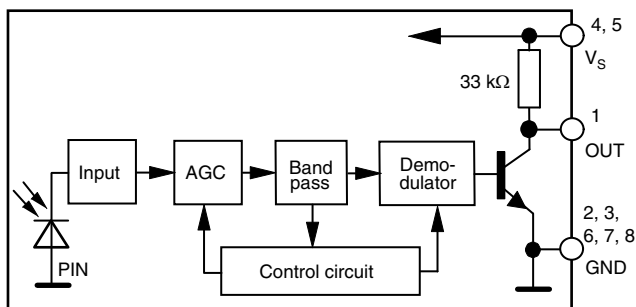 4, 5
V_S
33 kΩ
1
OUT
Input
AGC
Band
pass
Demo-
dulator
2, 3,
6, 7, 8
GND
PIN
Control circuit